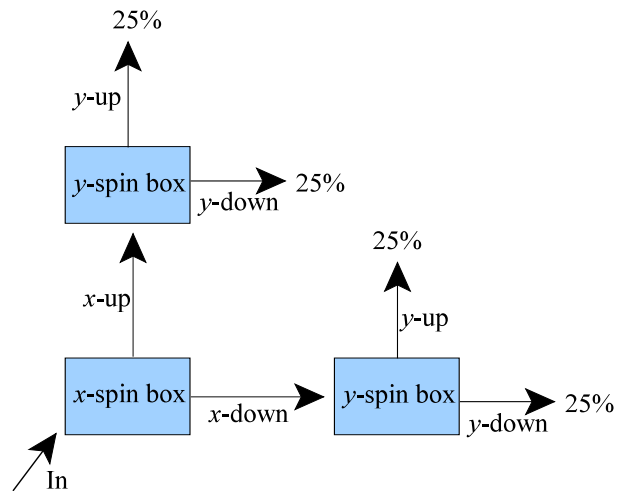 25%
y-up
y-spin box
25%
y-down
25%
x-up
y-up
x-spin box
x-down
y-spin box
25%
y-down
In